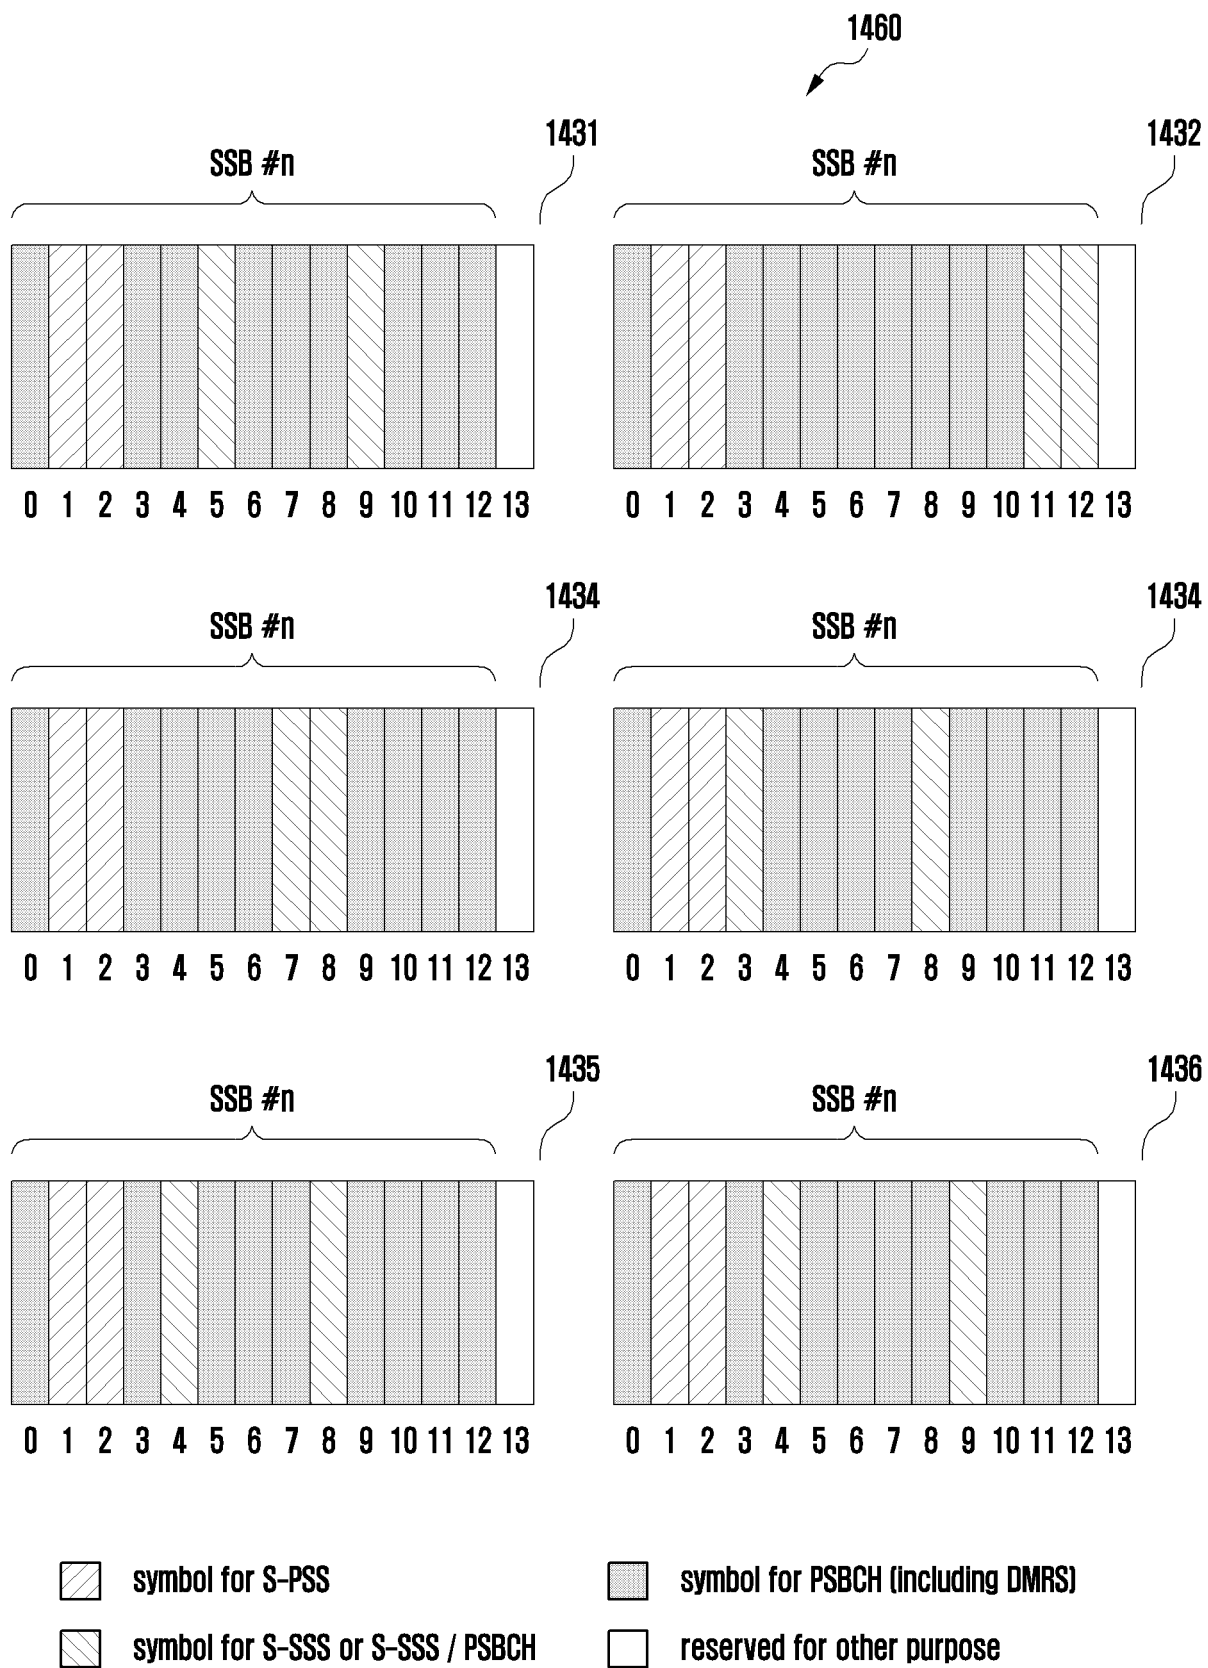 1460
1431
1432
SSB #n
SSB #n
0 1 2 3 4 5 6 7 8 9 10 11 12 13
0 1 2 3 4 5 6 7 8 9 10 11 12 13
1434
1434
SSB #n
SSB #n
0 1 2 3 4 5 6 7 8 9 10 11 12 13
0 1 2 3 4 5 6 7 8 9 10 11 12 13
1435
1436
SSB #n
SSB #n
0 1 2 3 4 5 6 7 8 9 10 11 12 13
0 1 2 3 4 5 6 7 8 9 10 11 12 13
symbol for S-PSS
symbol for PSBCH (including DMRS)
symbol for S-SSS or S-SSS / PSBCH
reserved for other purpose